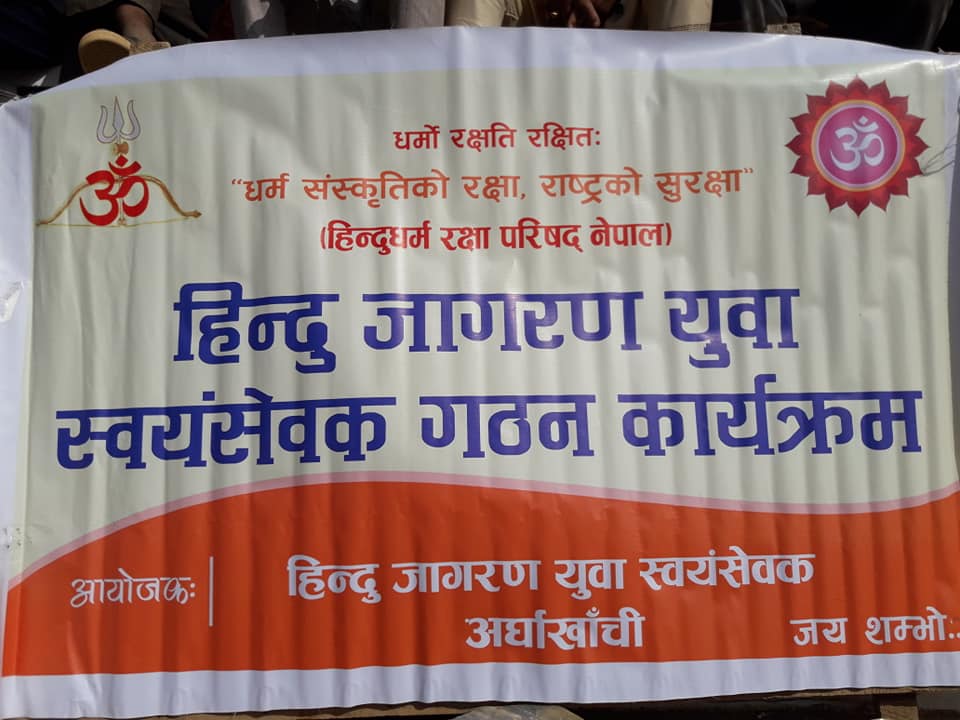 धर्मो रक्षति रक्षितः
“धर्म संस्कृतिको रक्षा, राष्ट्रको सुरक्षा”
(हिन्दुधर्म रक्षा परिषद् नेपाल)
हिन्दु जागरण युवा
स्वयंसेवक गठन कार्यक्रम
आयोजकः हिन्दु जागरण युवा स्वयंसेवक
अर्घाखाँची
जय शम्भो..
ॐ
ॐ